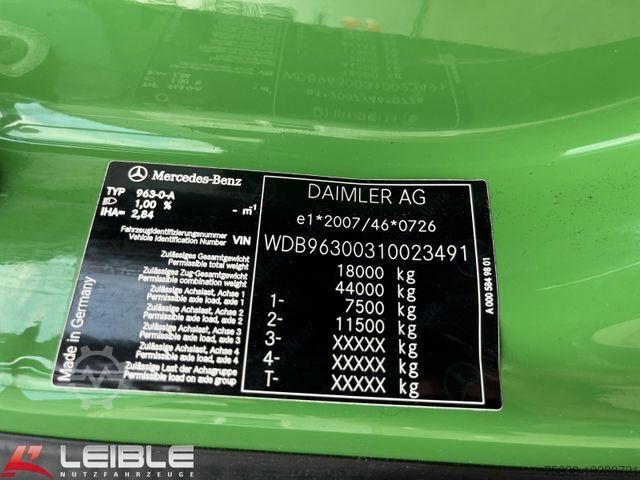 Mercedes-Benz
TYP 963-0-A
1,00 % - m-1
IHA= 2,84
Fahrzeugidentifizierungsnummer
Vehicle Identification Number VIN
Zulässiges Gesamtgewicht
Permissible total weight
Zulässiges Zug-Gesamtgewicht
Permissible combination weight
Zulässige Achslast, Achse 1
Permissible axle load, axle 1
Zulässige Achslast, Achse 2
Permissible axle load, axle 2
Zulässige Achslast, Achse 3
Permissible axle load, axle 3
Zulässige Achslast, Achse 4
Permissible axle load, axle 4
Zulässige Last der Achsgruppe
Permissible load on axle group
Made in Germany
DAIMLER AG
e1*2007/46*0726
WDB96300310023491
18000 kg
44000 kg
1- 7500 kg
2- 11500 kg
3- XXXXX kg
4- XXXXX kg
T- XXXXX kg
A 000 584 98 01
LEIBLE
NUTZFAHRZEUGE